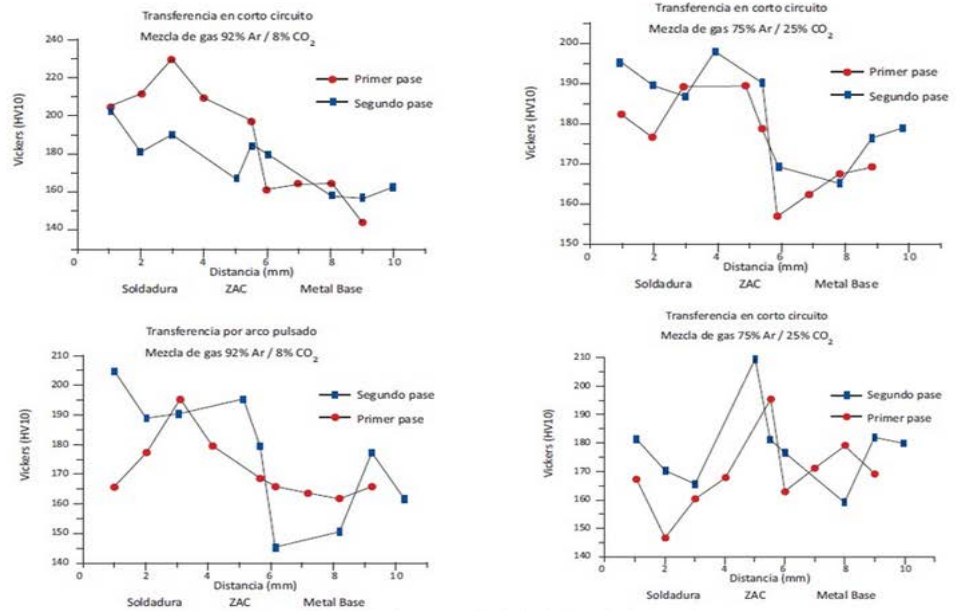 Transferencia en corto circuito
Mezcla de gas 92% Ar / 8% CO2
240
220
200
180
160
140
Vickers (HV10)
Primer pase
Segundo pase
0 2 4 6 8 10
Distancia (mm)
Soldadura ZAC Metal Base
Transferencia en corto circuito
Mezcla de gas 75% Ar / 25% CO2
200
190
180
170
160
150
Vickers (HV10)
Primer pase
Segundo pase
0 2 4 6 8 10
Distancia (mm)
Soldadura ZAC Metal Base
Transferencia por arco pulsado
Mezcla de gas 92% Ar / 8% CO2
210
200
190
180
170
160
150
140
Vickers (HV10)
Segundo pase
Primer pase
0 2 4 6 8 10
Distancia (mm)
Soldadura ZAC Metal Base
Transferencia en corto circuito
Mezcla de gas 75% Ar / 25% CO2
210
200
190
180
170
160
150
140
Vickers (HV10)
Segundo pase
Primer pase
0 2 4 6 8 10
Distancia (mm)
Soldadura ZAC Metal Base